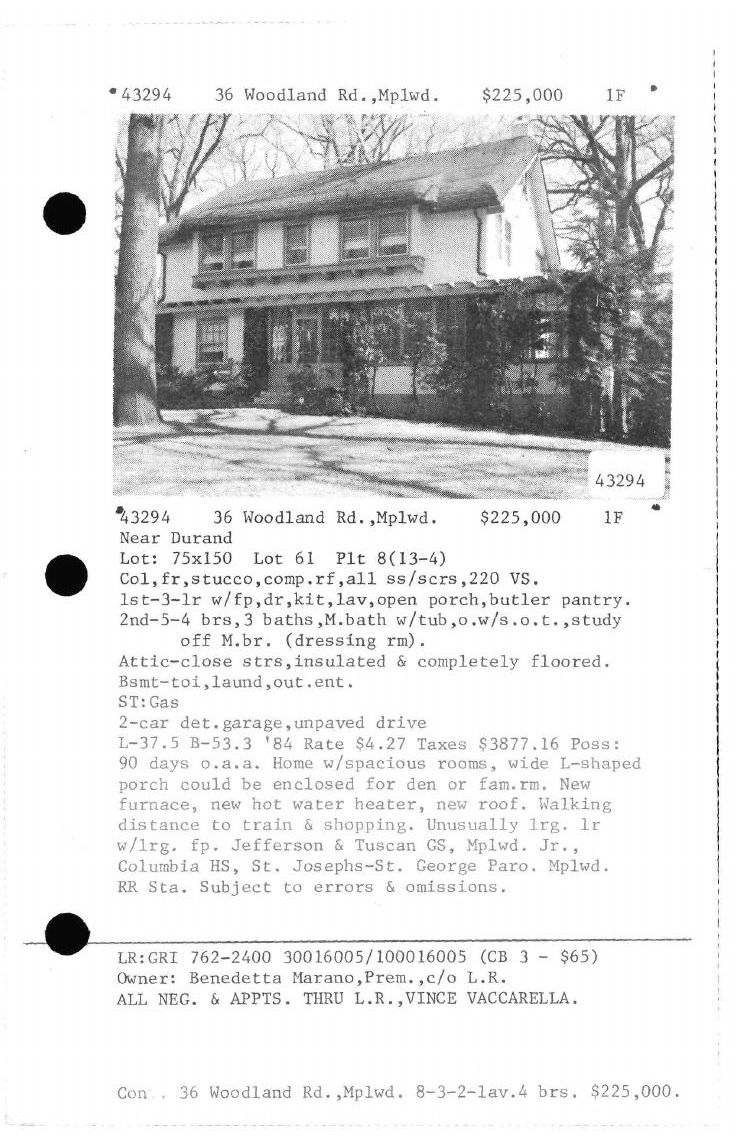 43294 36 Woodland Rd.,Mplwd. $225,000 1F
43294
43294 36 Woodland Rd.,Mplwd. $225,000 1F
Near Durand
Lot: 75x150 Lot 61 Plt 8(13-4)
Col,fr,stucco,comp.rf,all ss/scrs,220 VS.
1st-3-lr w/fp,dr,kit,lav,open porch,butler pantry.
2nd-5-4 brs,3 baths,M.bath w/tub,o.w/s.o.t.,study
off M.br. (dressing rm).
Attic-close strs,insulated & completely floored.
Bsmt-toi,laund,out.ent.
ST:Gas
2-car det.garage,unpaved drive
L-37.5 B-53.3 '84 Rate $4.27 Taxes $3877.16 Poss:
90 days o.a.a. Home w/spacious rooms, wide L-shaped
porch could be enclosed for den or fam.rm. New
furnace, new hot water heater, new roof. Walking
distance to train & shopping. Unusually lrg. lr
w/lrg. fp. Jefferson & Tuscan GS, Mplwd. Jr.,
Columbia HS, St. Josephs-St. George Paro. Mplwd.
RR Sta. Subject to errors & omissions.
LR:GRI 762-2400 30016005/100016005 (CB 3 - $65)
Owner: Benedetta Marano,Prem.,c/o L.R.
ALL NEG. & APPTS. THRU L.R.,VINCE VACCARELLA.
36 Woodland Rd.,Mplwd. 8-3-2-lav.4 brs. $225,000.